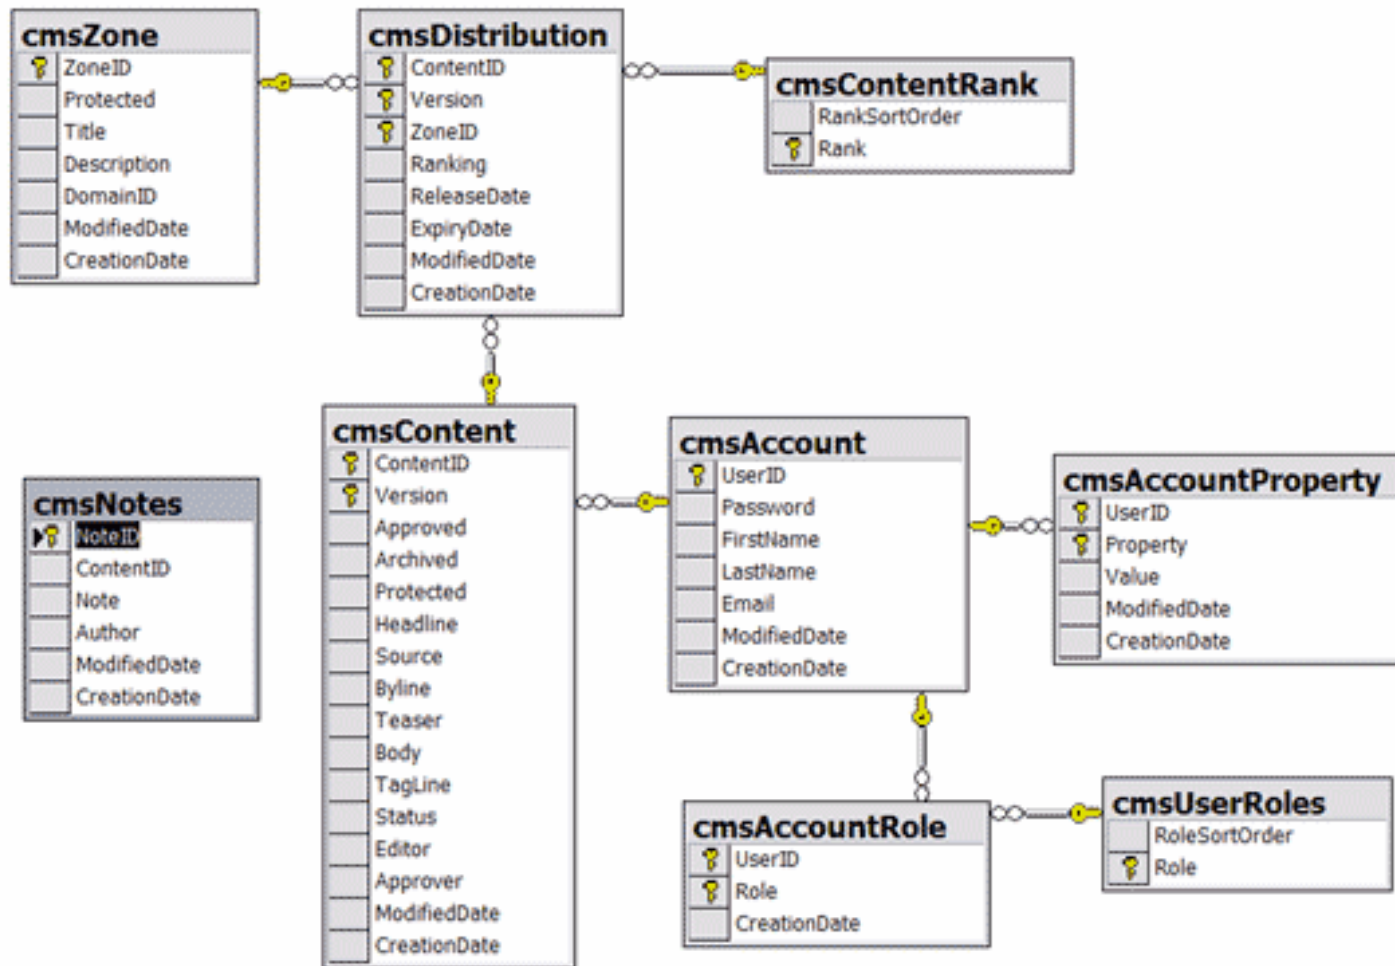 cmsZone
ZoneID
Protected
Title
Description
DomainID
ModifiedDate
CreationDate
cmsDistribution
ContentID
Version
ZoneID
Ranking
ReleaseDate
ExpiryDate
ModifiedDate
CreationDate
cmsContentRank
RankSortOrder
Rank
cmsNotes
NoteID
ContentID
Note
Author
ModifiedDate
CreationDate
cmsContent
ContentID
Version
Approved
Archived
Protected
Headline
Source
Byline
Teaser
Body
TagLine
Status
Editor
Approver
ModifiedDate
CreationDate
cmsAccount
UserID
Password
FirstName
LastName
Email
ModifiedDate
CreationDate
cmsAccountProperty
UserID
Property
Value
ModifiedDate
CreationDate
cmsAccountRole
UserID
Role
CreationDate
cmsUserRoles
RoleSortOrder
Role